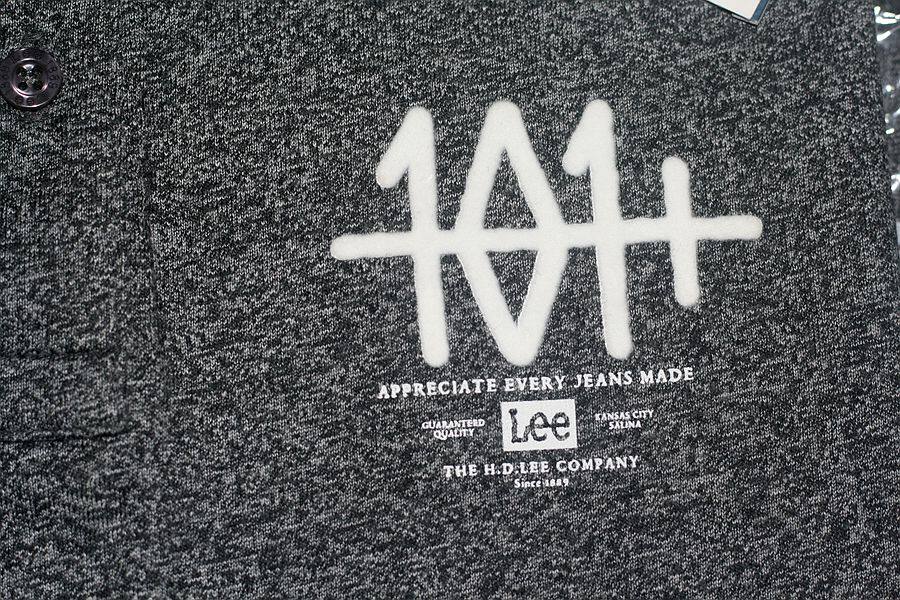 101+
APPRECIATE EVERY JEANS MADE
GUARANTEED QUALITY
Lee
KANSAS CITY SALINA
THE H.D.LEE COMPANY
Since 1889